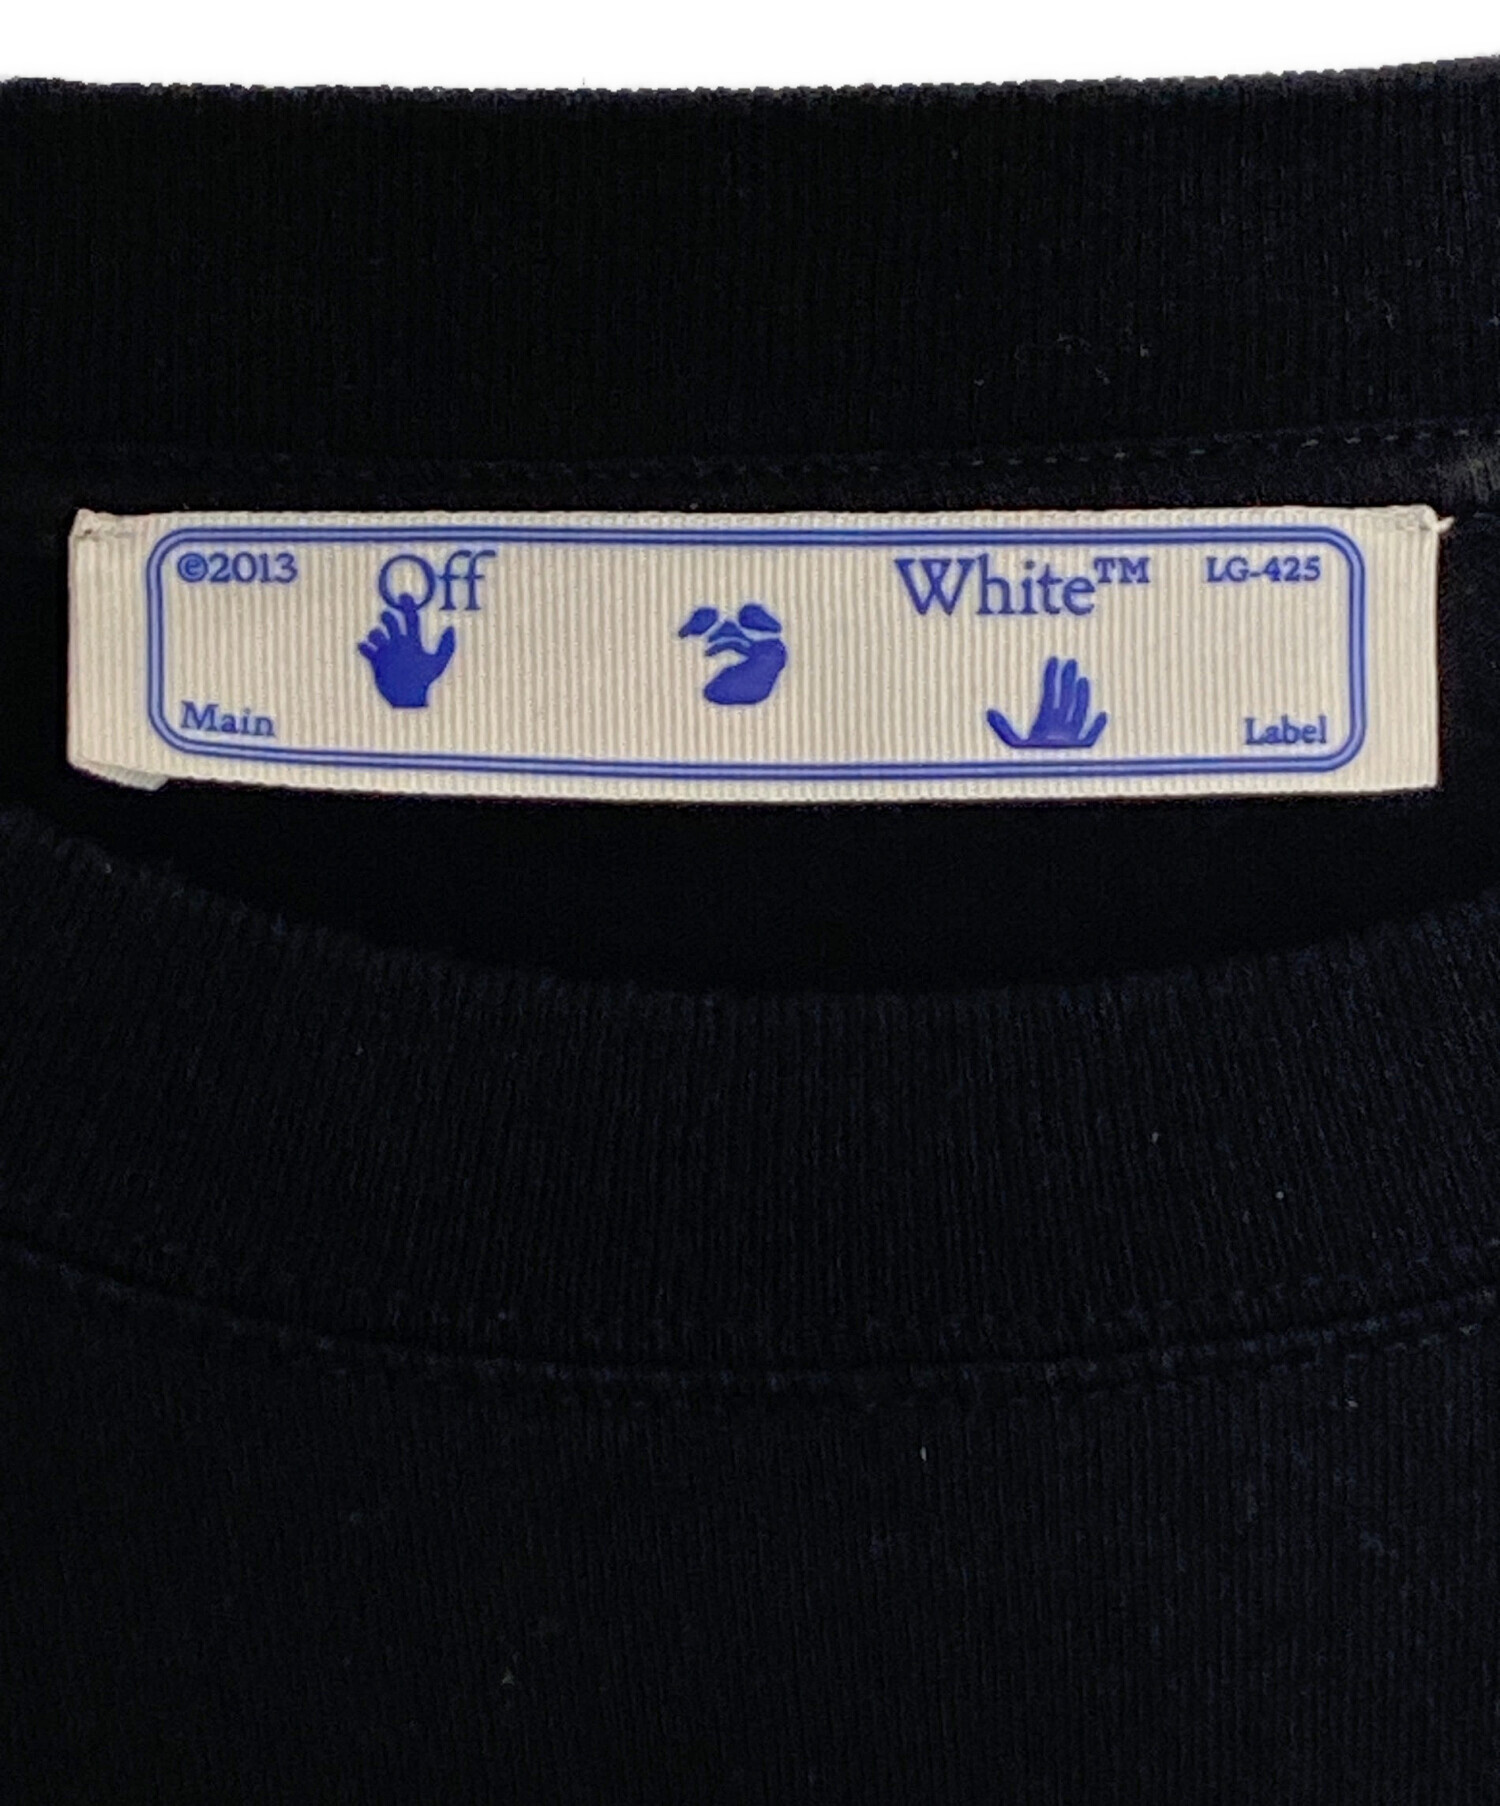 ©2013 Off White™ LG-425
Main Label